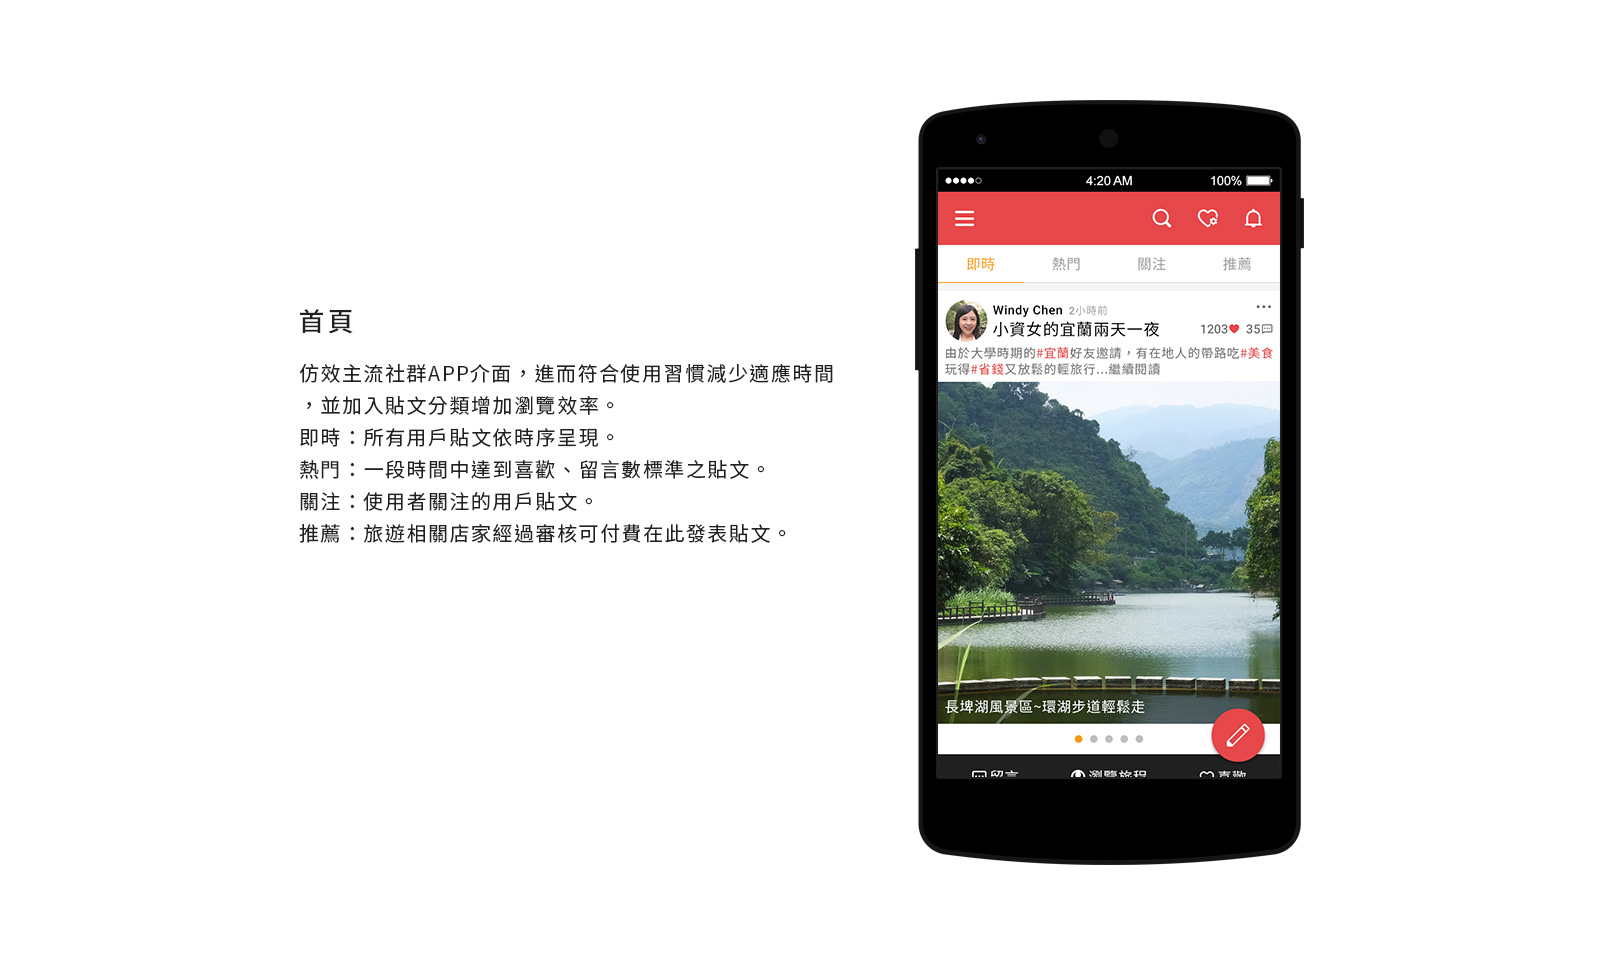 首頁
仿效主流社群APP介面，進而符合使用習慣減少適應時間
，並加入貼文分類增加瀏覽效率。
即時：所有用戶貼文依時序呈現。
熱門：一段時間中達到喜歡、留言數標準之貼文。
關注：使用者關注的用戶貼文。
推薦：旅遊相關店家經過審核可付費在此發表貼文。
4:20 AM 100%
即時 熱門 關注 推薦
Windy Chen 2小時前
小資女的宜蘭兩天一夜 1203 35
由於大學時期的#宜蘭好友邀請，有在地人的帶路吃#美食
玩得#省錢又放鬆的輕旅行...繼續閱讀
長埤湖風景區~環湖步道輕鬆走
留言 瀏覽旅程 喜歡